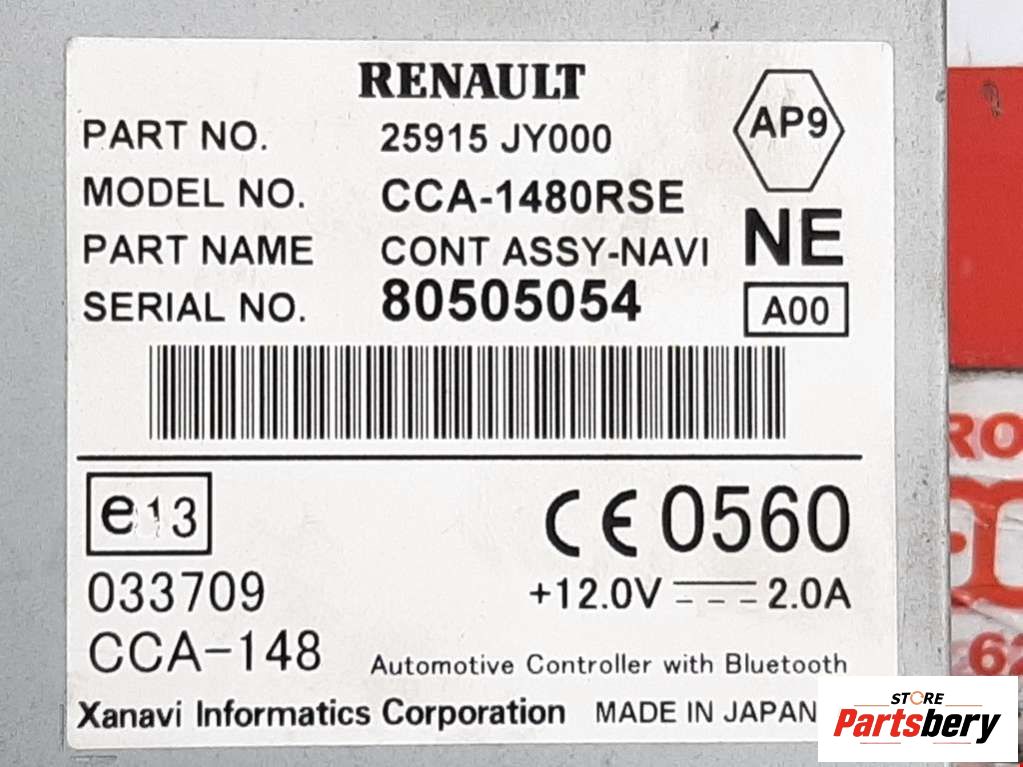 RENAULT
PART NO. 25915 JY000
AP9
MODEL NO. CCA-1480RSE
PART NAME CONT ASSY-NAVI
NE
SERIAL NO. 80505054
A00
e13
CE 0560
033709
+12.0V 2.0A
CCA-148
Automotive Controller with Bluetooth
Xanavi Informatics Corporation MADE IN JAPAN
RO
62
STORE
Partsbery